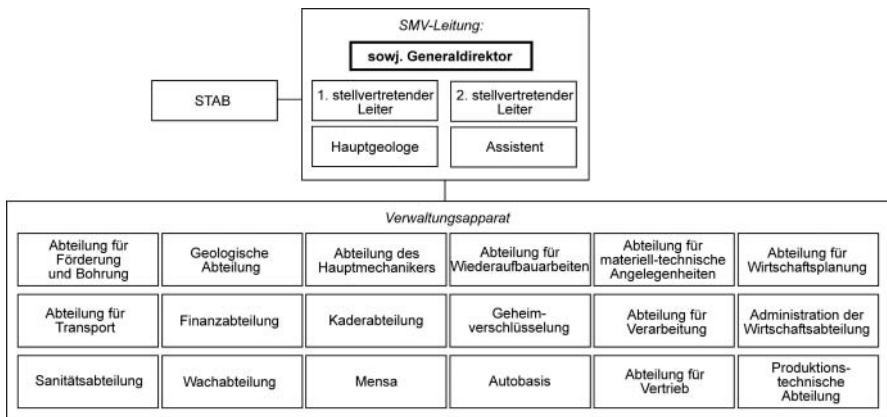 SMV-Leitung:
sowj. Generaldirektor
STAB
1. stellvertretender
Leiter
2. stellvertretender
Leiter
Hauptgeologe
Assistent
Verwaltungsapparat
Abteilung für
Förderung
und Bohrung
Geologische
Abteilung
Abteilung des
Hauptmechanikers
Abteilung für
Wiederaufbauarbeiten
Abteilung für
materiell-technische
Angelegenheiten
Abteilung für
Wirtschaftsplanung
Abteilung für
Transport
Finanzabteilung
Kaderabteilung
Geheim-
verschlüsselung
Abteilung für
Verarbeitung
Administration der
Wirtschaftsabteilung
Sanitätsabteilung
Wachabteilung
Mensa
Autobasis
Abteilung für
Vertrieb
Produktions-
technische
Abteilung